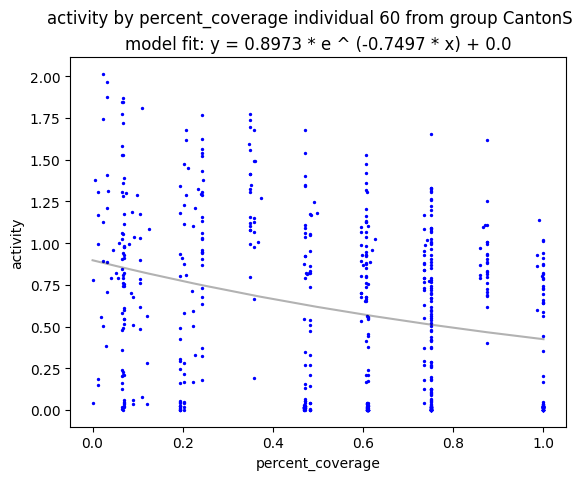 activity by percent_coverage individual 60 from group CantonS
model fit: y = 0.8973 * e ^ (-0.7497 * x) + 0.0
2.00
1.75
1.50
1.25
1.00
0.75
0.50
0.25
0.00
activity
0.0 0.2 0.4 0.6 0.8 1.0
percent_coverage